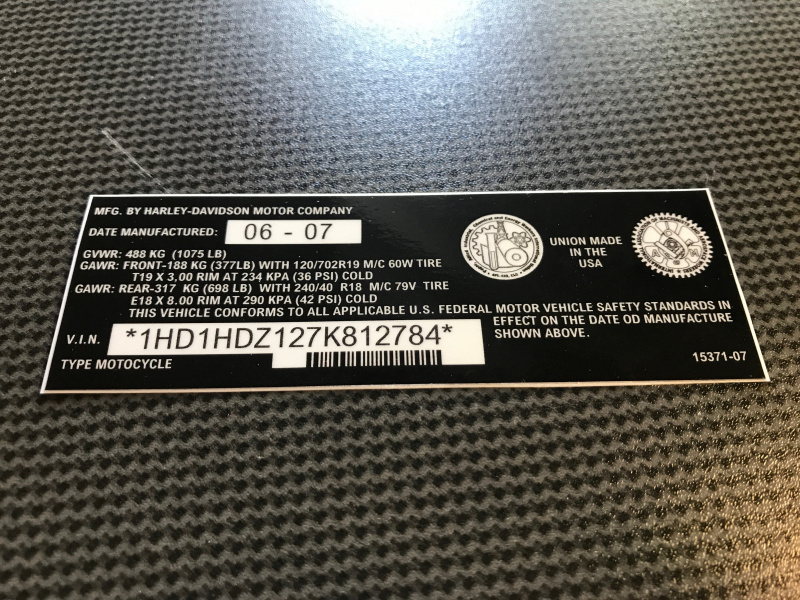 MFG. BY HARLEY-DAVIDSON MOTOR COMPANY
DATE MANUFACTURED: 06 - 07
GVWR: 488 KG (1075 LB)
GAWR: FRONT-188 KG (377LB) WITH 120/702R19 M/C 60W TIRE
T19 X 3,00 RIM AT 234 KPA (36 PSI) COLD
GAWR: REAR-317 KG (698 LB) WITH 240/40 R18 M/C 79V TIRE
E18 X 8.00 RIM AT 290 KPA (42 PSI) COLD
THIS VEHICLE CONFORMS TO ALL APPLICABLE U.S. FEDERAL MOTOR VEHICLE SAFETY STANDARDS IN
EFFECT ON THE DATE OD MANUFACTURE
SHOWN ABOVE.
V.I.N. *1HD1HDZ127K812784*
TYPE MOTOCYCLE
UNION MADE
IN THE
USA
15371-07